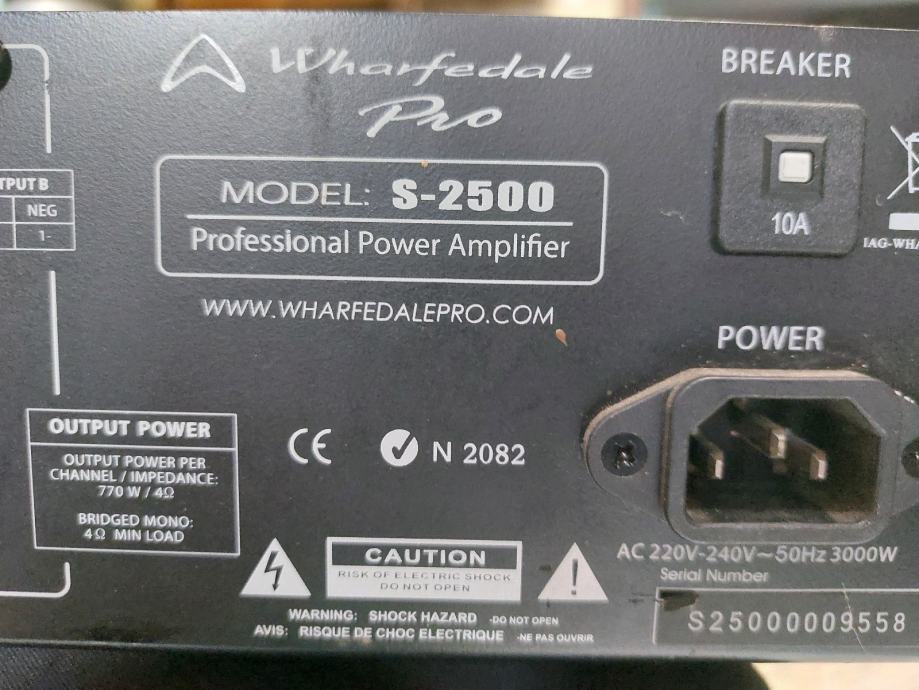 Wharfedale
Pro
BREAKER
MODEL: S-2500
Professional Power Amplifier
10A
NEG
1-
WWW.WHARFEDALEPRO.COM
POWER
OUTPUT POWER
OUTPUT POWER PER
CHANNEL / IMPEDANCE:
770 W / 4Ω
BRIDGED MONO:
4Ω MIN LOAD
CE
N 2082
CAUTION
RISK OF ELECTRIC SHOCK
DO NOT OPEN
WARNING: SHOCK HAZARD -DO NOT OPEN
AVIS: RISQUE DE CHOC ELECTRIQUE -NE PAS OUVRIR
AC 220V-240V~50Hz 3000W
Serial Number
S25000009558